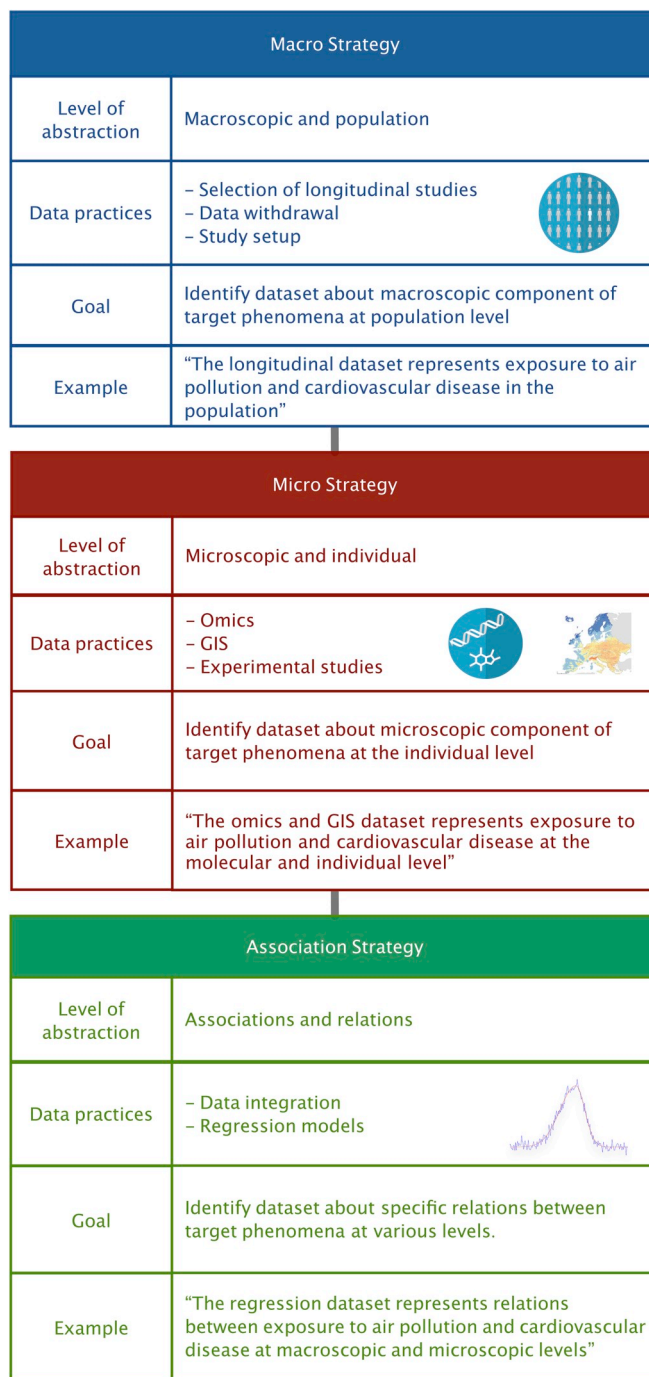 Macro Strategy
Level of
abstraction
Macroscopic and population
Data practices
– Selection of longitudinal studies
– Data withdrawal
– Study setup
Goal
Identify dataset about macroscopic component of
target phenomena at population level
Example
“The longitudinal dataset represents exposure to air
pollution and cardiovascular disease in the
population”
Micro Strategy
Level of
abstraction
Microscopic and individual
Data practices
– Omics
– GIS
– Experimental studies
Goal
Identify dataset about microscopic component of
target phenomena at the individual level
Example
“The omics and GIS dataset represents exposure to
air pollution and cardiovascular disease at the
molecular and individual level”
Association Strategy
Level of
abstraction
Associations and relations
Data practices
– Data integration
– Regression models
Goal
Identify dataset about specific relations between
target phenomena at various levels.
Example
“The regression dataset represents relations
between exposure to air pollution and cardiovascular
disease at macroscopic and microscopic levels”